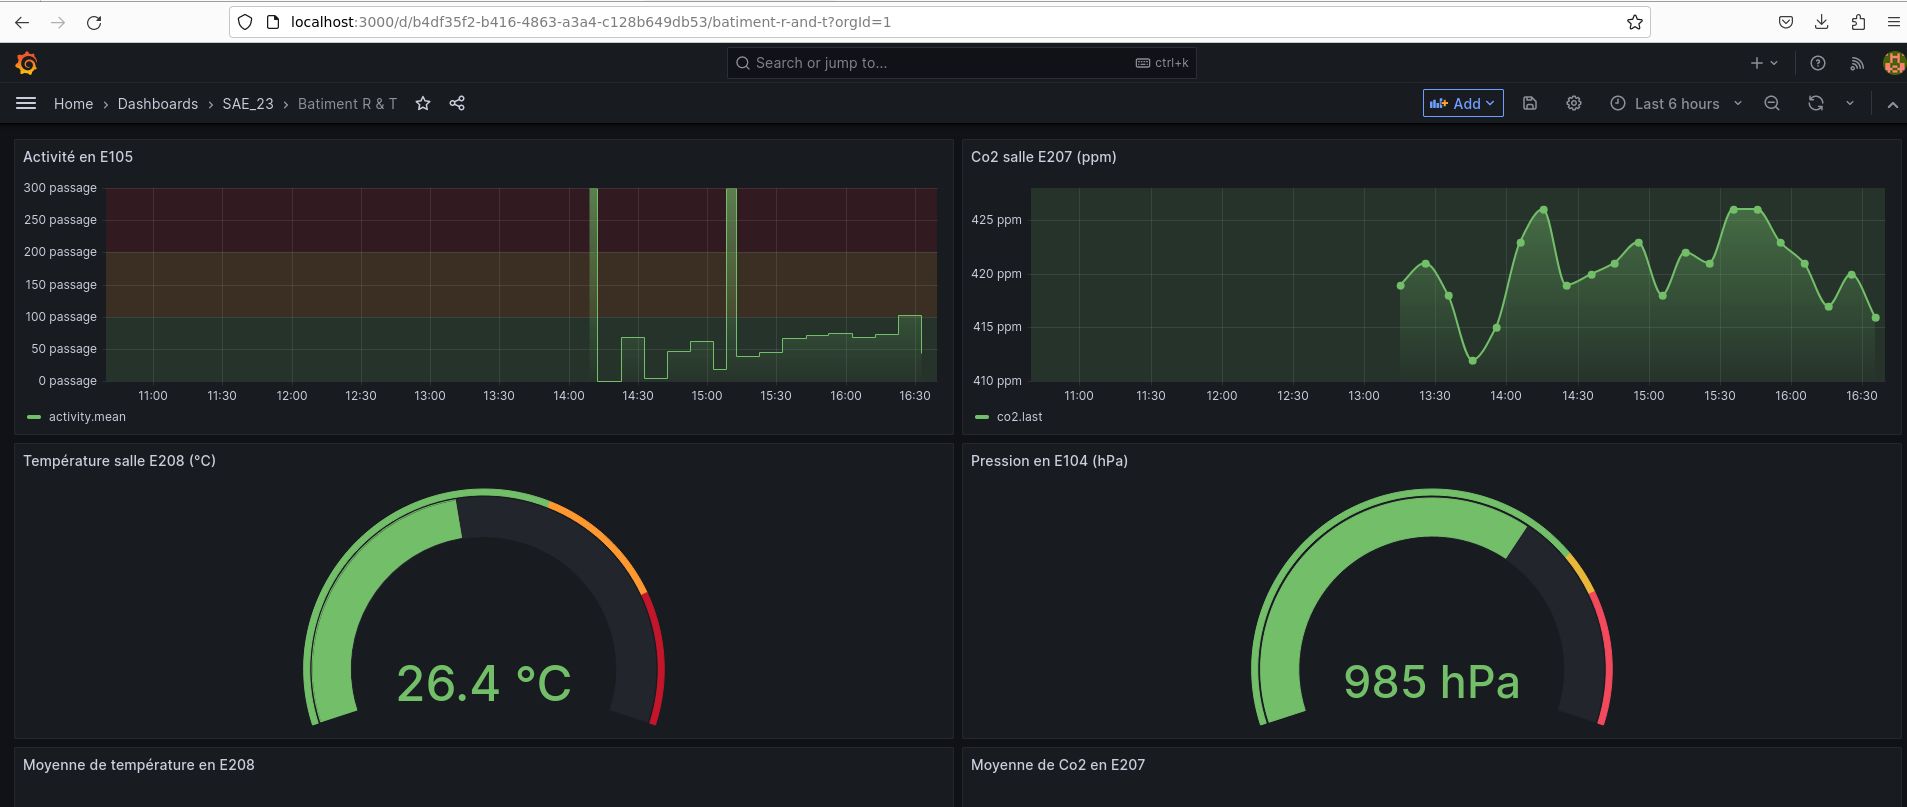 localhost:3000/d/b4df35f2-b416-4863-a3a4-c128b649db53/batiment-r-and-t?orgId=1
Search or jump to...
ctrl+k
Home › Dashboards › SAE_23 › Batiment R & T
Add
Last 6 hours
Activité en E105
300 passage
250 passage
200 passage
150 passage
100 passage
50 passage
0 passage
11:00 11:30 12:00 12:30 13:00 13:30 14:00 14:30 15:00 15:30 16:00 16:30
activity.mean
Co2 salle E207 (ppm)
425 ppm
420 ppm
415 ppm
410 ppm
11:00 11:30 12:00 12:30 13:00 13:30 14:00 14:30 15:00 15:30 16:00 16:30
co2.last
Température salle E208 (°C)
26.4 °C
Pression en E104 (hPa)
985 hPa
Moyenne de température en E208
Moyenne de Co2 en E207